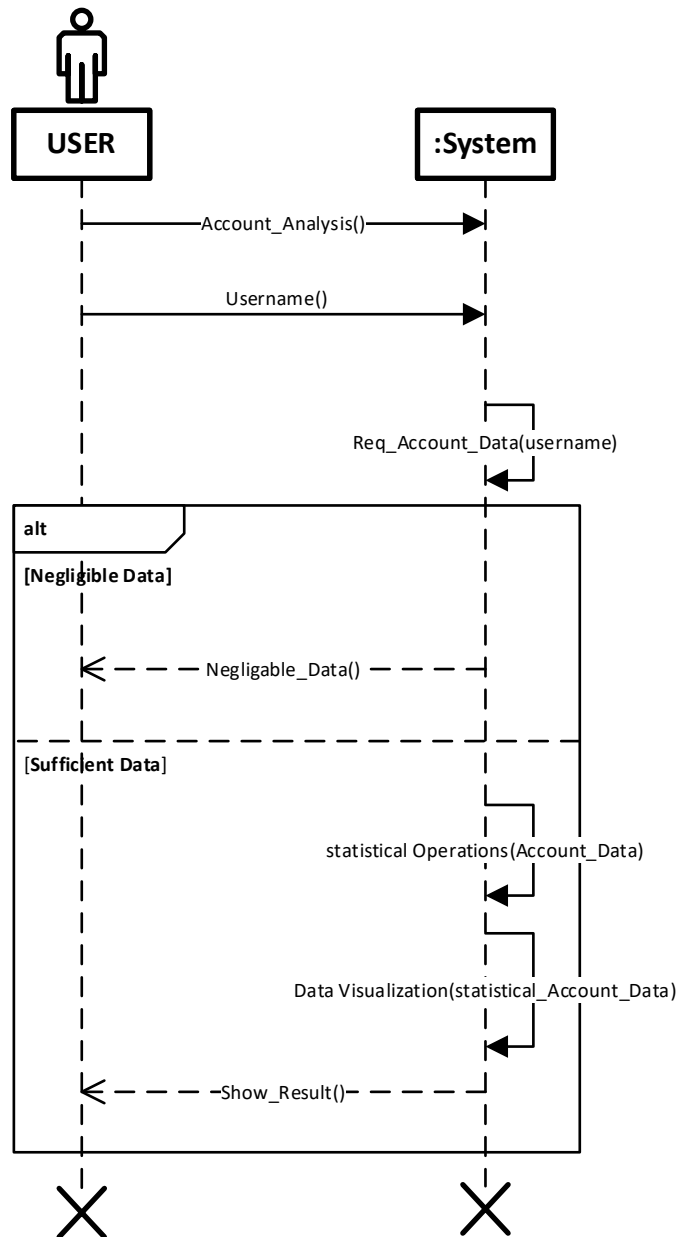 USER
:System
Account_Analysis()
Username()
Req_Account_Data(username)
alt
[Negligible Data]
Negligable_Data()
[Sufficient Data]
statistical Operations(Account_Data)
Data Visualization(statistical_Account_Data)
Show_Result()